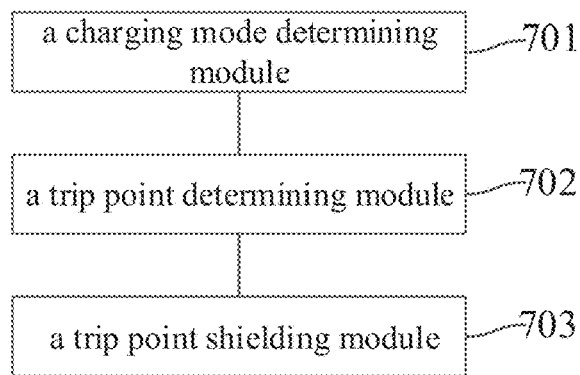 a charging mode determining
module
701
a trip point determining module
702
a trip point shielding module
703